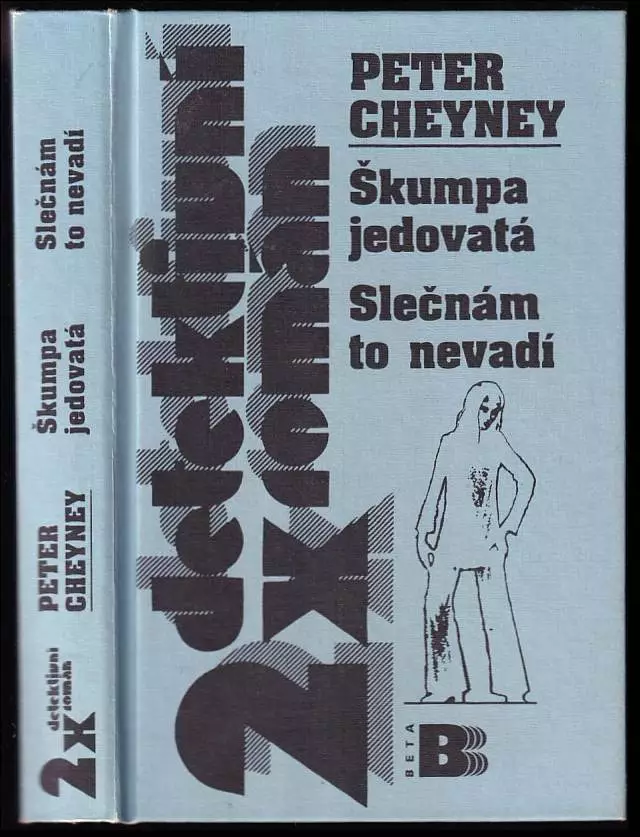 PETER
CHEYNEY
Škumpa
jedovatá
Slečnám
to nevadí
2x
detektivní
román
BETA
B
Slečnám
to nevadí
Škumpa
jedovatá
PETER
CHEYNEY
2x
detektivní
román